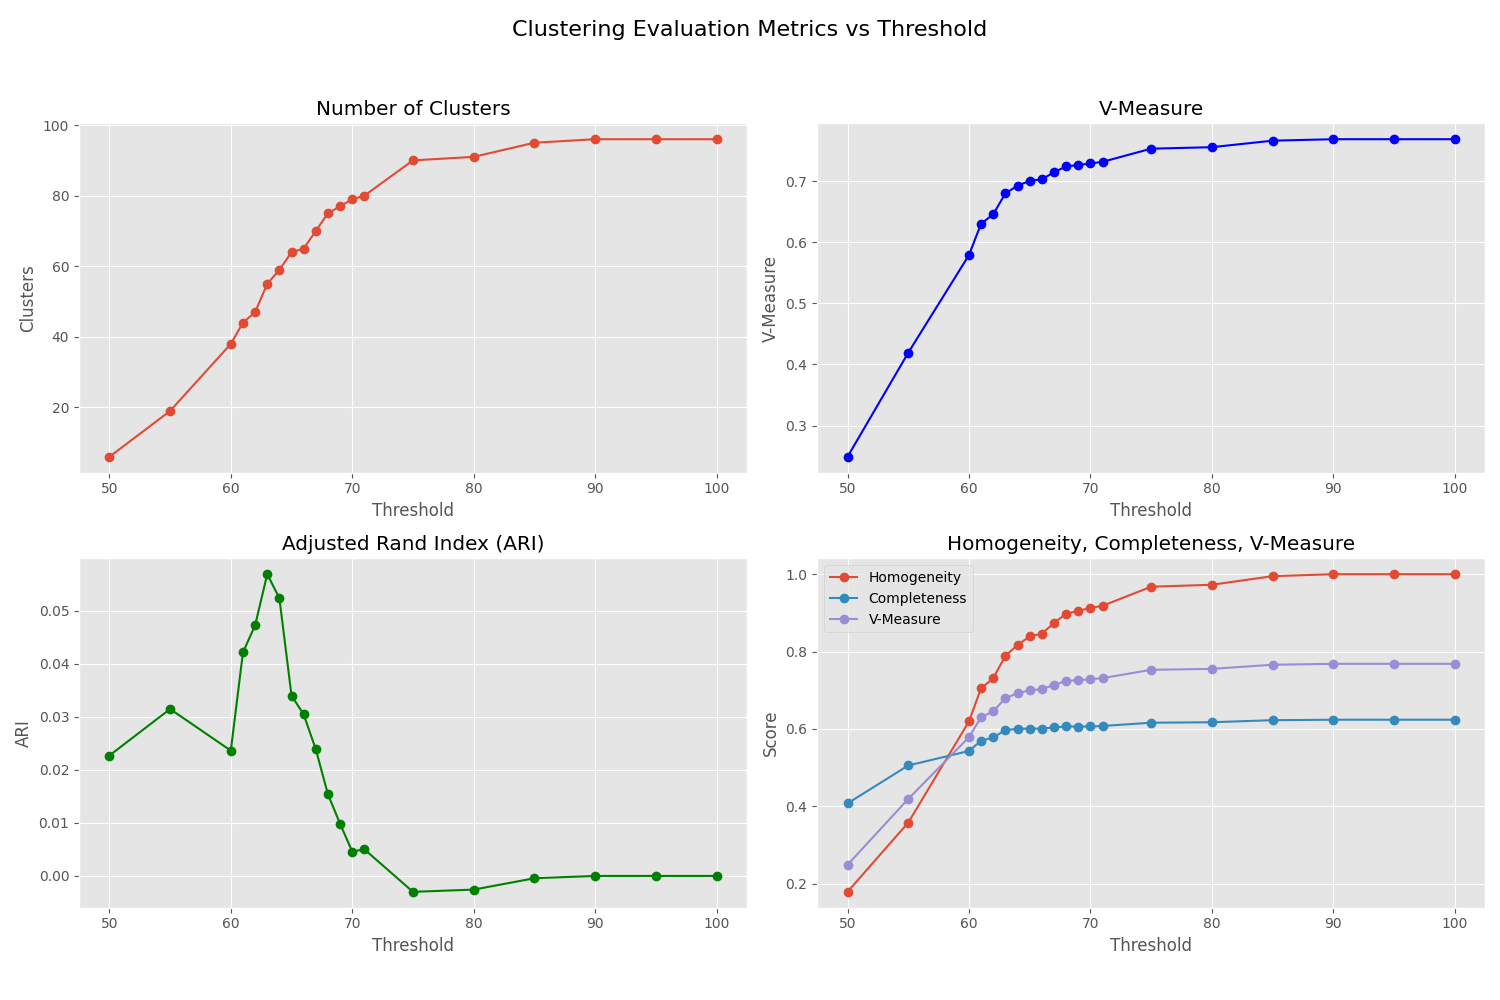 Clustering Evaluation Metrics vs Threshold
Number of Clusters
Clusters
100
80
60
40
20
50 60 70 80 90 100
Threshold
V-Measure
V-Measure
0.7
0.6
0.5
0.4
0.3
50 60 70 80 90 100
Threshold
Adjusted Rand Index (ARI)
ARI
0.05
0.04
0.03
0.02
0.01
0.00
50 60 70 80 90 100
Threshold
Homogeneity, Completeness, V-Measure
Homogeneity
Completeness
V-Measure
Score
1.0
0.8
0.6
0.4
0.2
50 60 70 80 90 100
Threshold